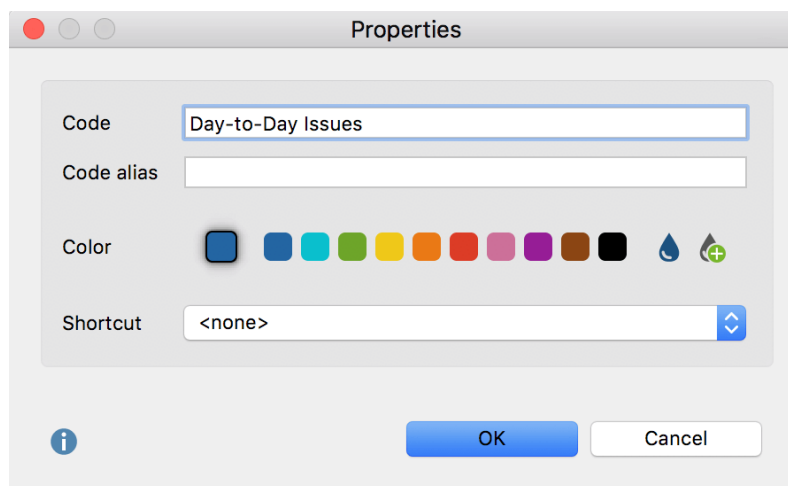 Properties
Code
Day-to-Day Issues
Code alias
Color
Shortcut
<none>
OK
Cancel